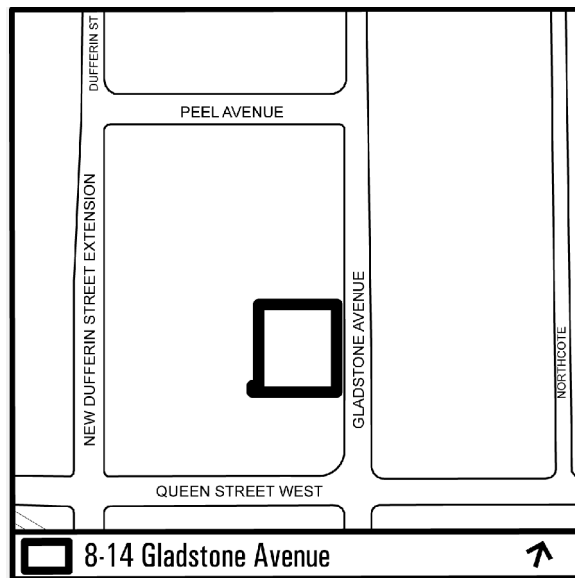 DUFFERIN ST
PEEL AVENUE
NEW DUFFERIN STREET EXTENSION
GLADSTONE AVENUE
NORTHCOTE
QUEEN STREET WEST
8-14 Gladstone Avenue